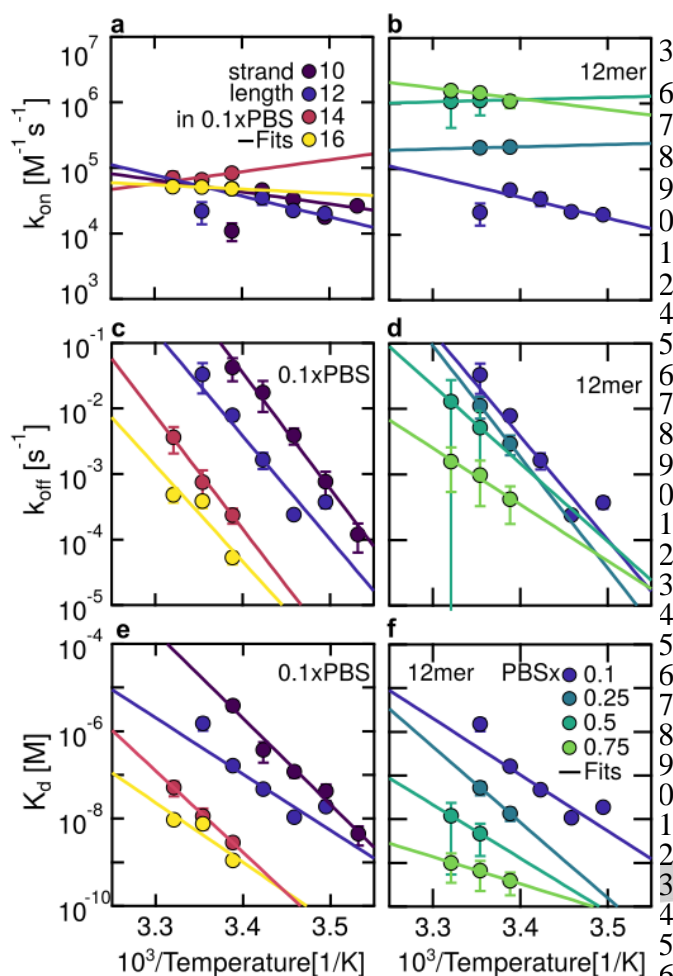 a
10^7
10^6
10^5
10^4
10^3
k_on [M^-1 s^-1]
strand 10
length 12
in 0.1xPBS 14
–Fits 16
b
12mer
c
10^-1
10^-2
10^-3
10^-4
10^-5
k_off [s^-1]
0.1xPBS
d
12mer
e
10^-4
10^-6
10^-8
10^-10
K_d [M]
0.1xPBS
3.3 3.4 3.5
10^3/Temperature[1/K]
f
12mer PBSx 0.1
0.25
0.5
0.75
– Fits
3.3 3.4 3.5
10^3/Temperature[1/K]
3
6
7
8
9
0
1
2
4
5
6
7
8
9
0
1
2
3
4
5
6
7
8
9
0
1
2
3
4
5
6